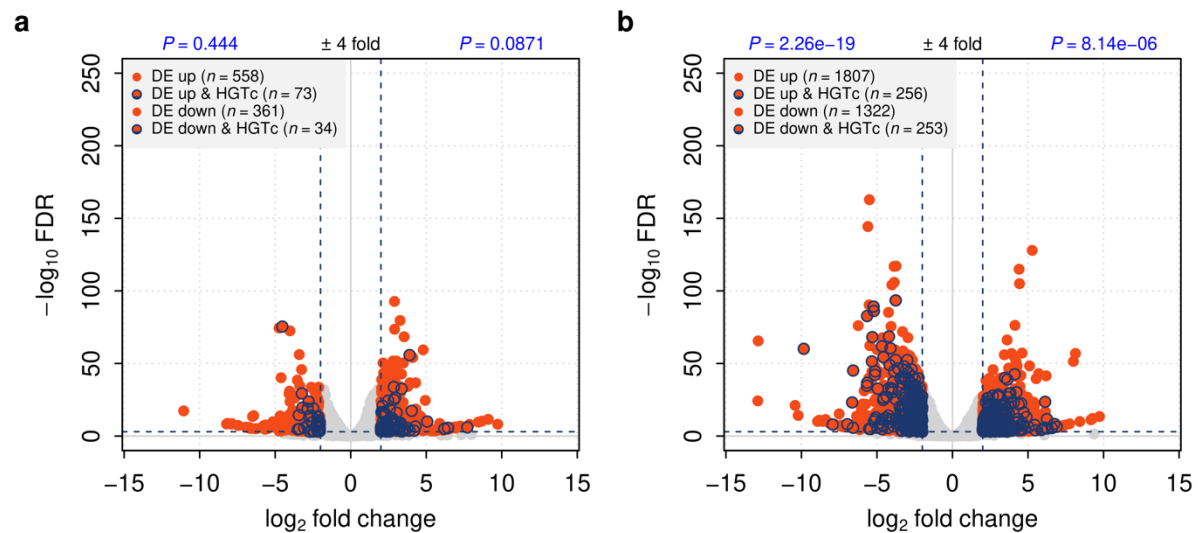 a
P = 0.444 ± 4 fold P = 0.0871
DE up (n = 558)
DE up & HGTc (n = 73)
DE down (n = 361)
DE down & HGTc (n = 34)
250
200
150
100
50
0
−log10 FDR
−15 −10 −5 0 5 10 15
log2 fold change
b
P = 2.26e−19 ± 4 fold P = 8.14e−06
DE up (n = 1807)
DE up & HGTc (n = 256)
DE down (n = 1322)
DE down & HGTc (n = 253)
250
200
150
100
50
0
−log10 FDR
−15 −10 −5 0 5 10 15
log2 fold change